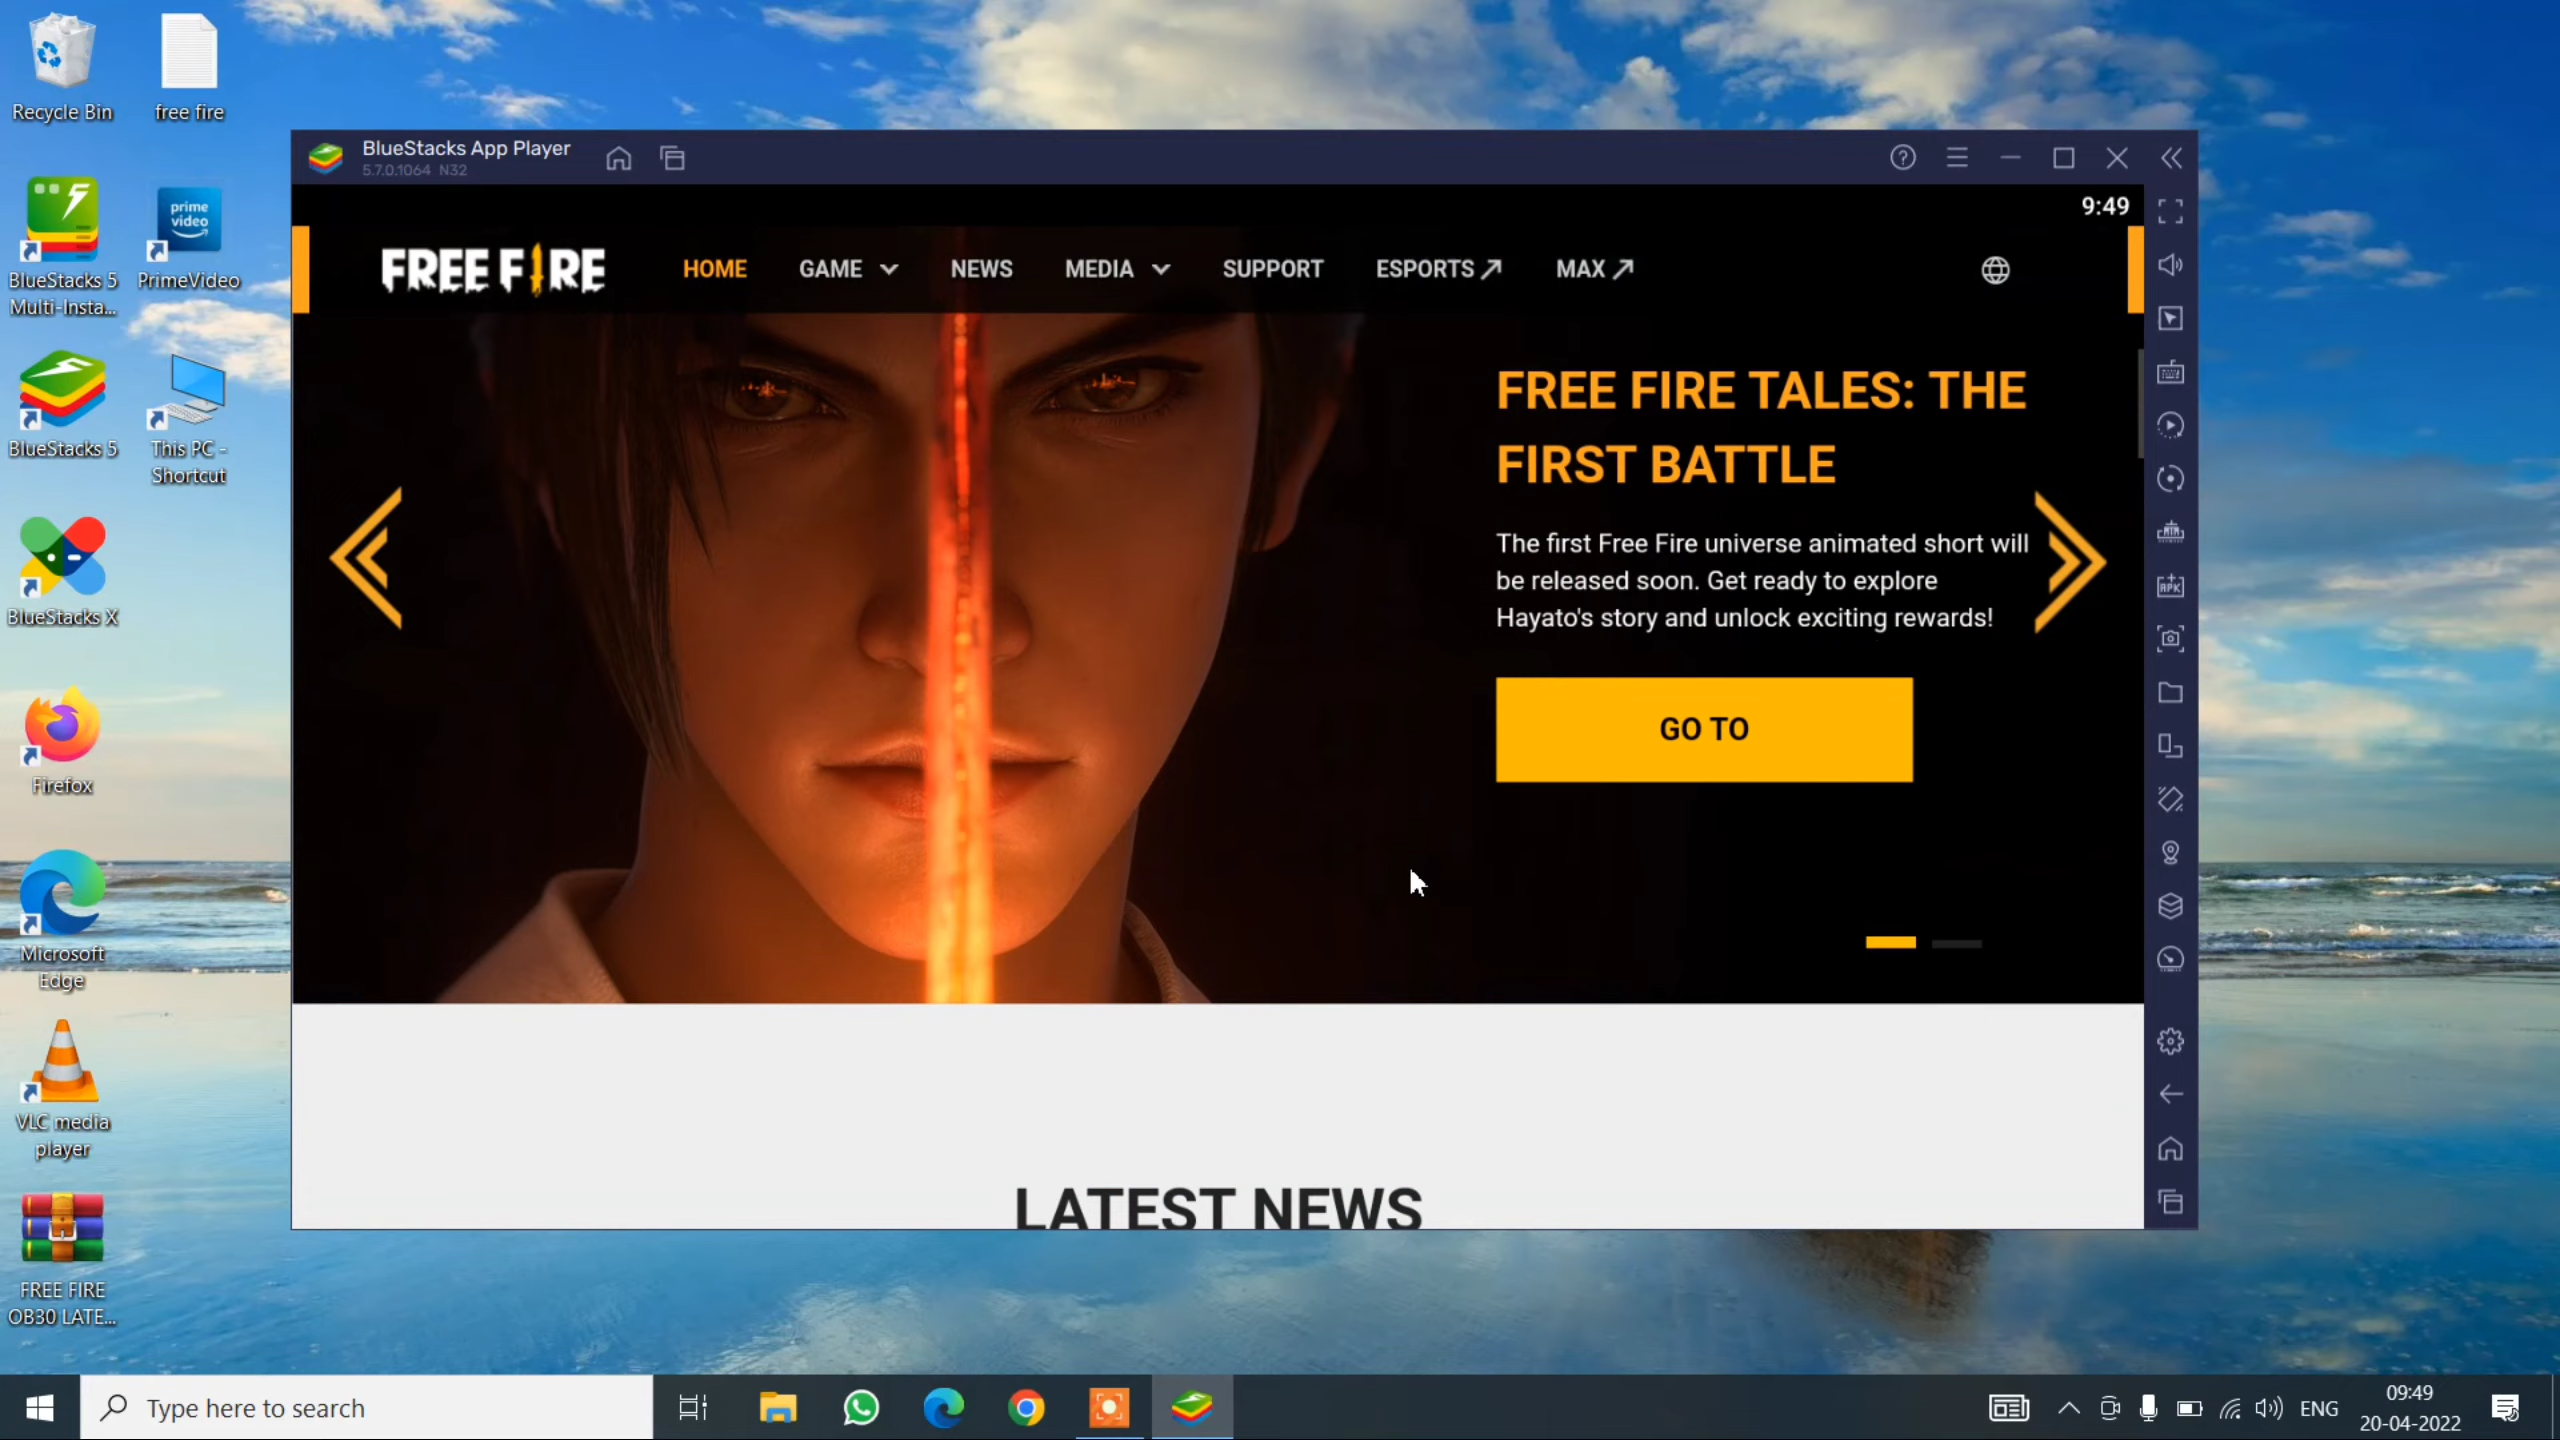 Recycle Bin
free fire
BlueStacks 5
Multi-Insta...
prime
video
PrimeVideo
BlueStacks 5
This PC -
Shortcut
BlueStacks X
Firefox
Microsoft
Edge
VLC media
player
FREE FIRE
OB30 LATE...
BlueStacks App Player
5.7.0.1064 N32
9:49
FREE FIRE
HOME
GAME
NEWS
MEDIA
SUPPORT
ESPORTS
MAX
FREE FIRE TALES: THE
FIRST BATTLE
The first Free Fire universe animated short will
be released soon. Get ready to explore
Hayato's story and unlock exciting rewards!
GO TO
LATEST NEWS
APK
Type here to search
ENG
09:49
20-04-2022